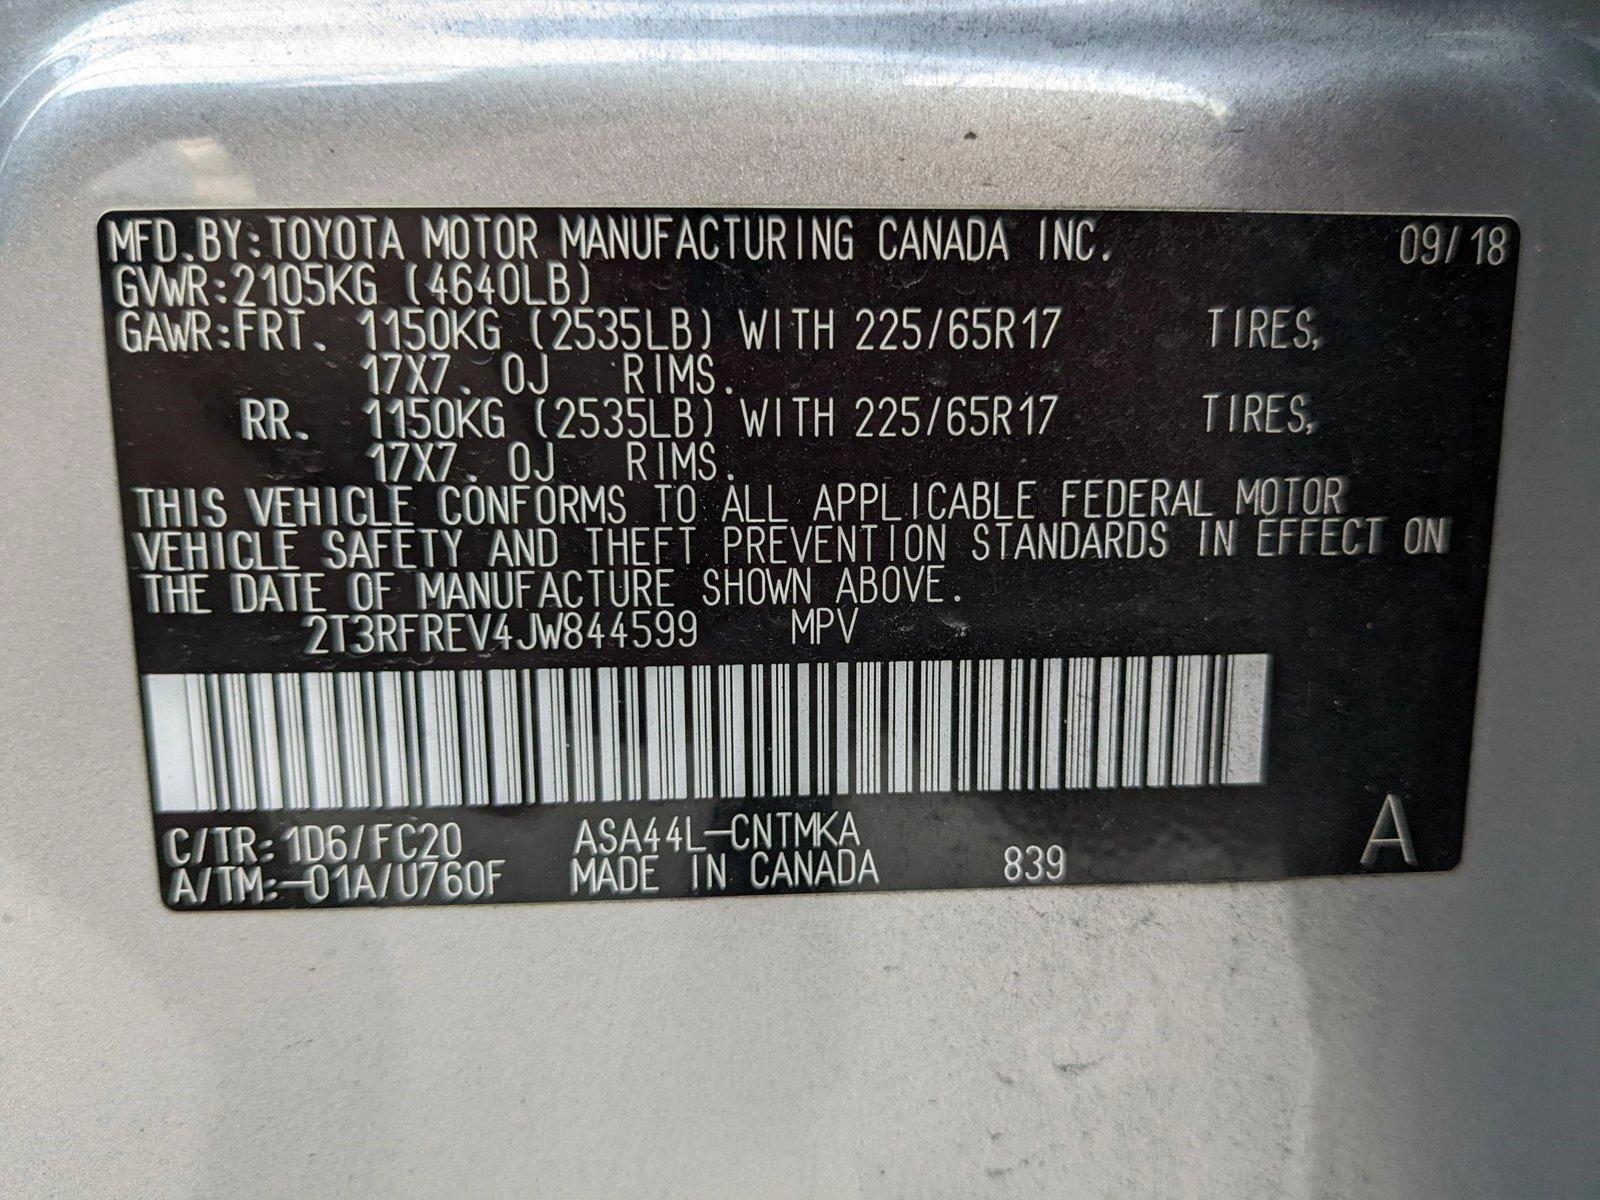 MFD.BY:TOYOTA MOTOR MANUFACTURING CANADA INC. 09/18
GVWR:2105KG (4640LB)
GAWR:FRT. 1150KG (2535LB) WITH 225/65R17 TIRES,
17X7.0J RIMS.
RR. 1150KG (2535LB) WITH 225/65R17 TIRES,
17X7.0J RIMS.
THIS VEHICLE CONFORMS TO ALL APPLICABLE FEDERAL MOTOR
VEHICLE SAFETY AND THEFT PREVENTION STANDARDS IN EFFECT ON
THE DATE OF MANUFACTURE SHOWN ABOVE.
2T3RFREV4JW844599 MPV
C/TR:1D6/FC20 ASA44L-CNTMKA
A/TM:-01A/U760F MADE IN CANADA 839 A